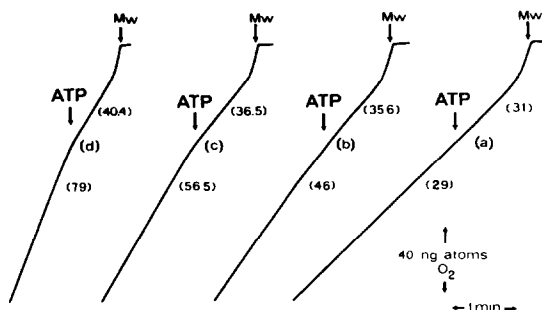 Mw Mw Mw Mw
ATP ATP ATP ATP
(40.4) (36.5) (35.6) (31)
(d) (c) (b) (a)
(79) (56.5) (46) (29)
40 ng atoms
O2
1min